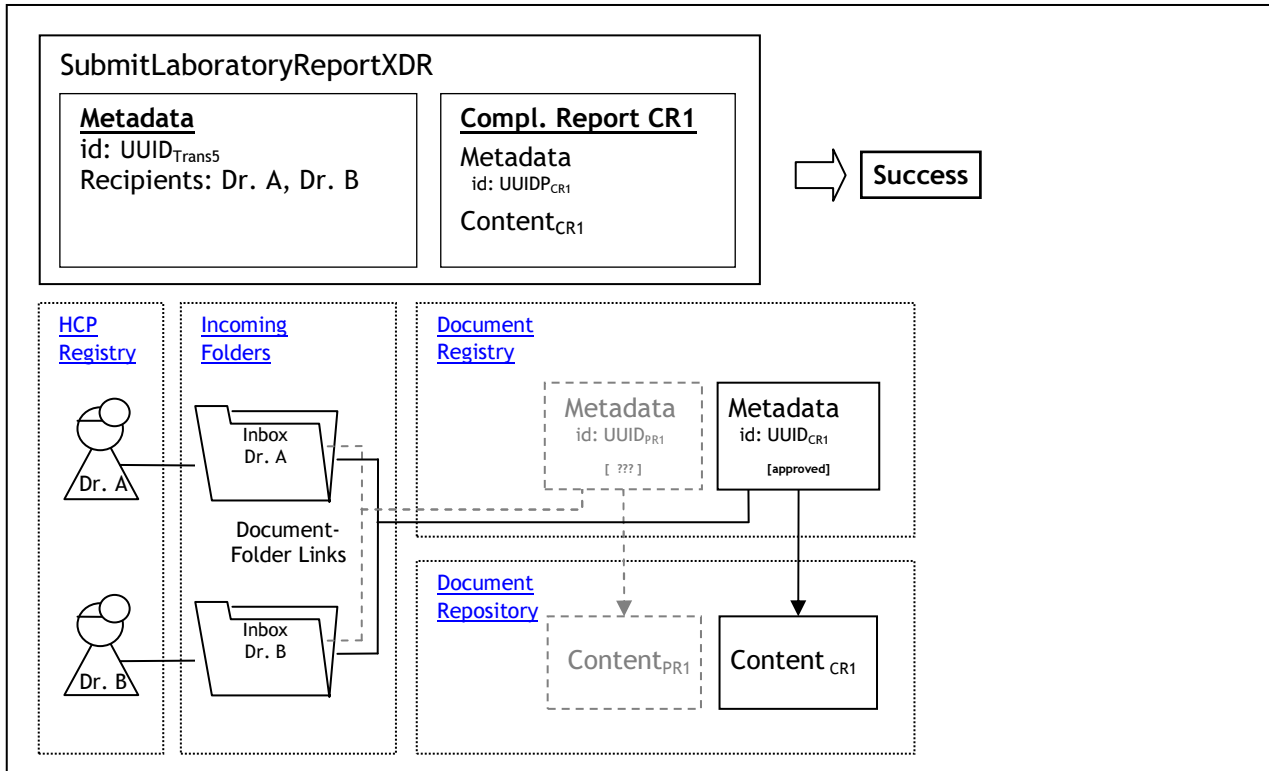 SubmitLaboratoryReportXDR
Metadata
id: UUIDTrans5
Recipients: Dr. A, Dr. B
Compl. Report CR1
Metadata
id: UUIDPCR1
ContentCR1
Success
HCP
Registry
Incoming
Folders
Document
Registry
Dr. A
Inbox
Dr. A
Metadata
id: UUIDPR1
[ ??? ]
Metadata
id: UUIDCR1
[approved]
Document-
Folder Links
Dr. B
Inbox
Dr. B
Document
Repository
ContentPR1
Content CR1